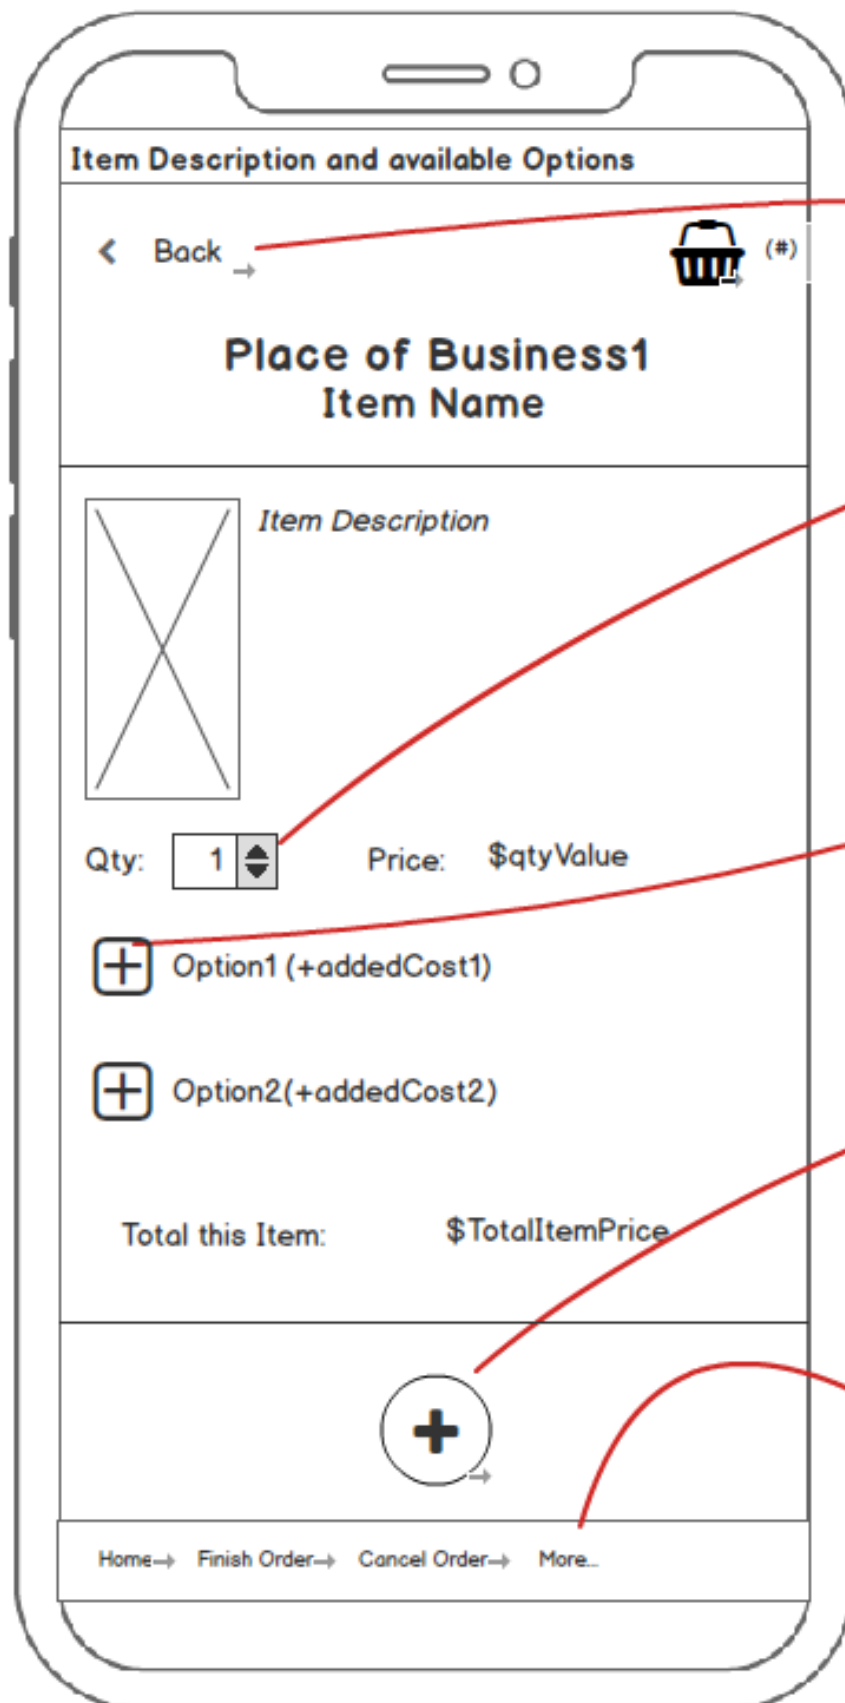 Item Description and available Options
Back
(#)
Place of Business1
Item Name
Item Description
Qty: 1 Price: $qtyValue
Option1 (+addedCost1)
Option2(+addedCost2)
Total this Item: $TotalItemPrice
Home Finish Order Cancel Order More...